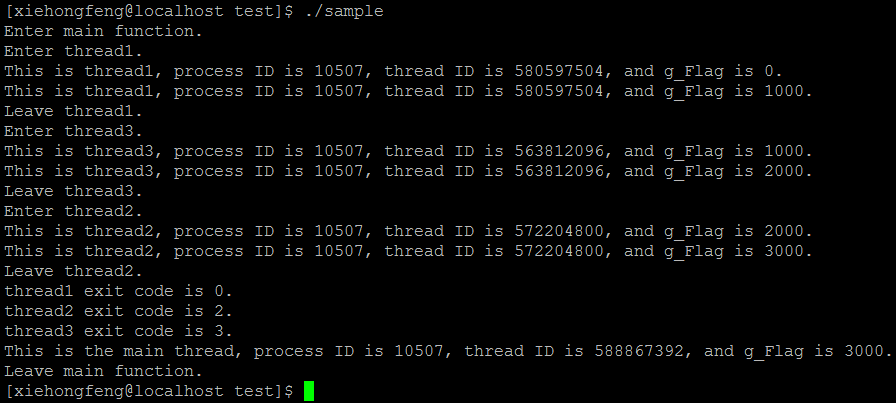 [xiehongfeng@localhost test]$ ./sample
Enter main function.
Enter thread1.
This is thread1, process ID is 10507, thread ID is 580597504, and g_Flag is 0.
This is thread1, process ID is 10507, thread ID is 580597504, and g_Flag is 1000.
Leave thread1.
Enter thread3.
This is thread3, process ID is 10507, thread ID is 563812096, and g_Flag is 1000.
This is thread3, process ID is 10507, thread ID is 563812096, and g_Flag is 2000.
Leave thread3.
Enter thread2.
This is thread2, process ID is 10507, thread ID is 572204800, and g_Flag is 2000.
This is thread2, process ID is 10507, thread ID is 572204800, and g_Flag is 3000.
Leave thread2.
thread1 exit code is 0.
thread2 exit code is 2.
thread3 exit code is 3.
This is the main thread, process ID is 10507, thread ID is 588867392, and g_Flag is 3000.
Leave main function.
[xiehongfeng@localhost test]$